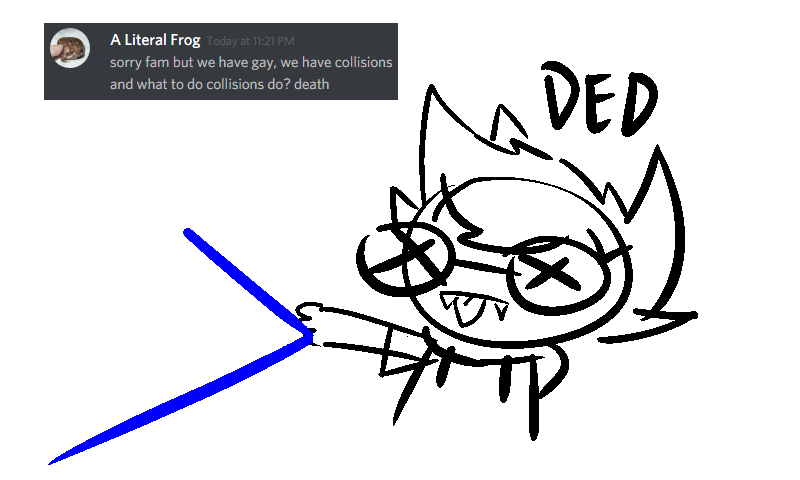 A Literal Frog Today at 11:21 PM
sorry fam but we have gay, we have collisions
and what to do collisions do? death
DED